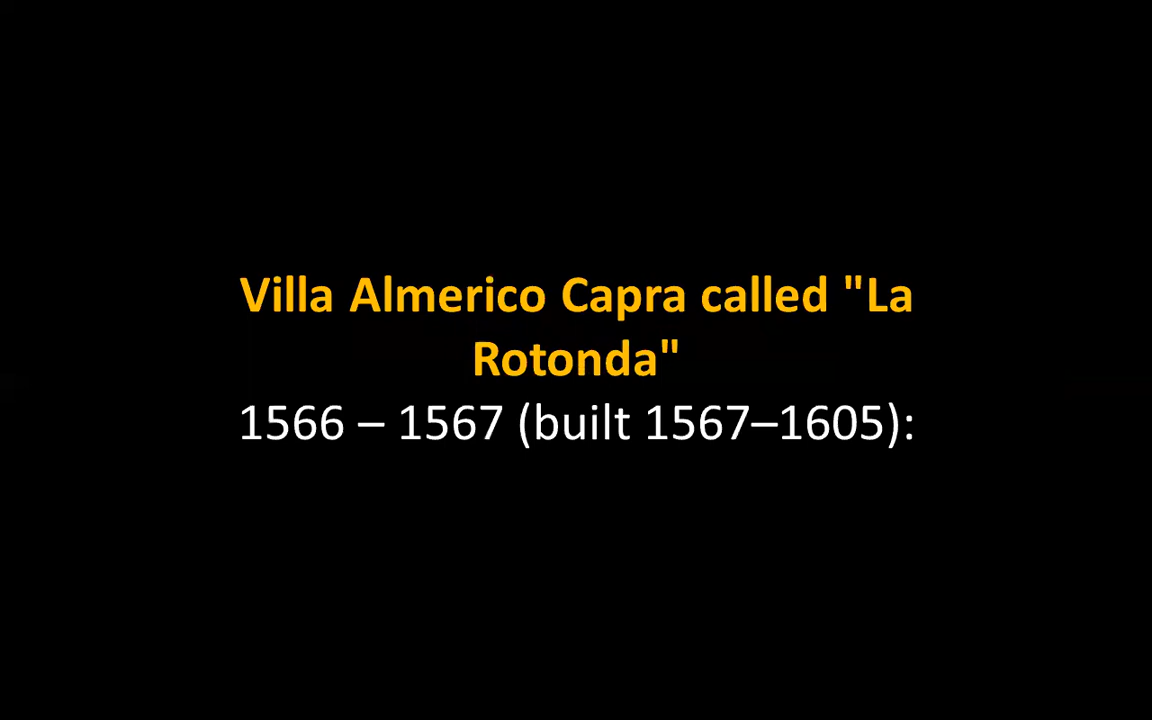 Villa Almerico Capra called "La
Rotonda"
1566 – 1567 (built 1567–1605):